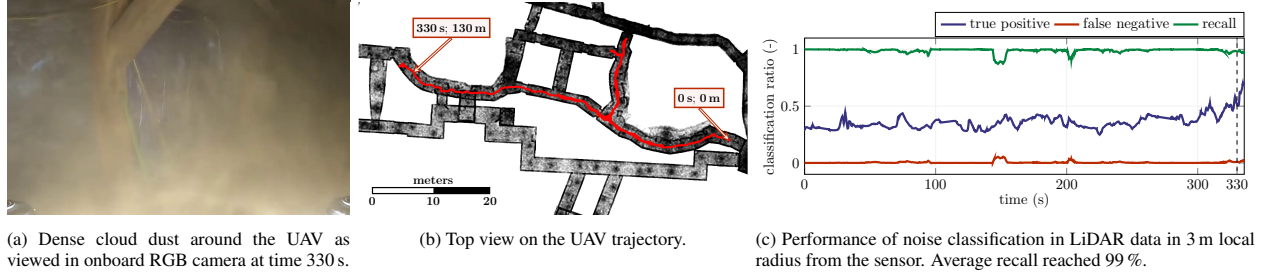 330 s; 130 m
0 s; 0 m
meters
0 10 20
true positive false negative recall
classification ratio (-)
1
0.5
0
0 100 200 300 330
time (s)
(a) Dense cloud dust around the UAV as
viewed in onboard RGB camera at time 330 s.
(b) Top view on the UAV trajectory.
(c) Performance of noise classification in LiDAR data in 3 m local
radius from the sensor. Average recall reached 99 %.